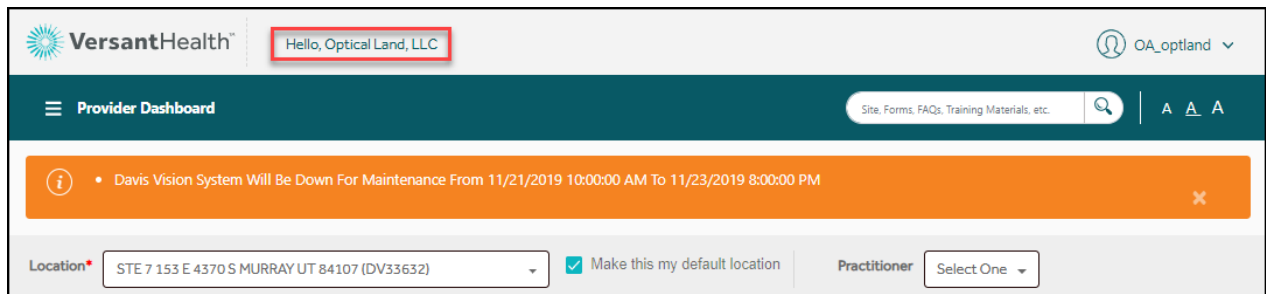 VersantHealth™
Hello, Optical Land, LLC
OA_optland
Provider Dashboard
Site, Forms, FAQs, Training Materials, etc.
A A A
i
• Davis Vision System Will Be Down For Maintenance From 11/21/2019 10:00:00 AM To 11/23/2019 8:00:00 PM
Location*
STE 7 153 E 4370 S MURRAY UT 84107 (DV33632)
Make this my default location
Practitioner
Select One